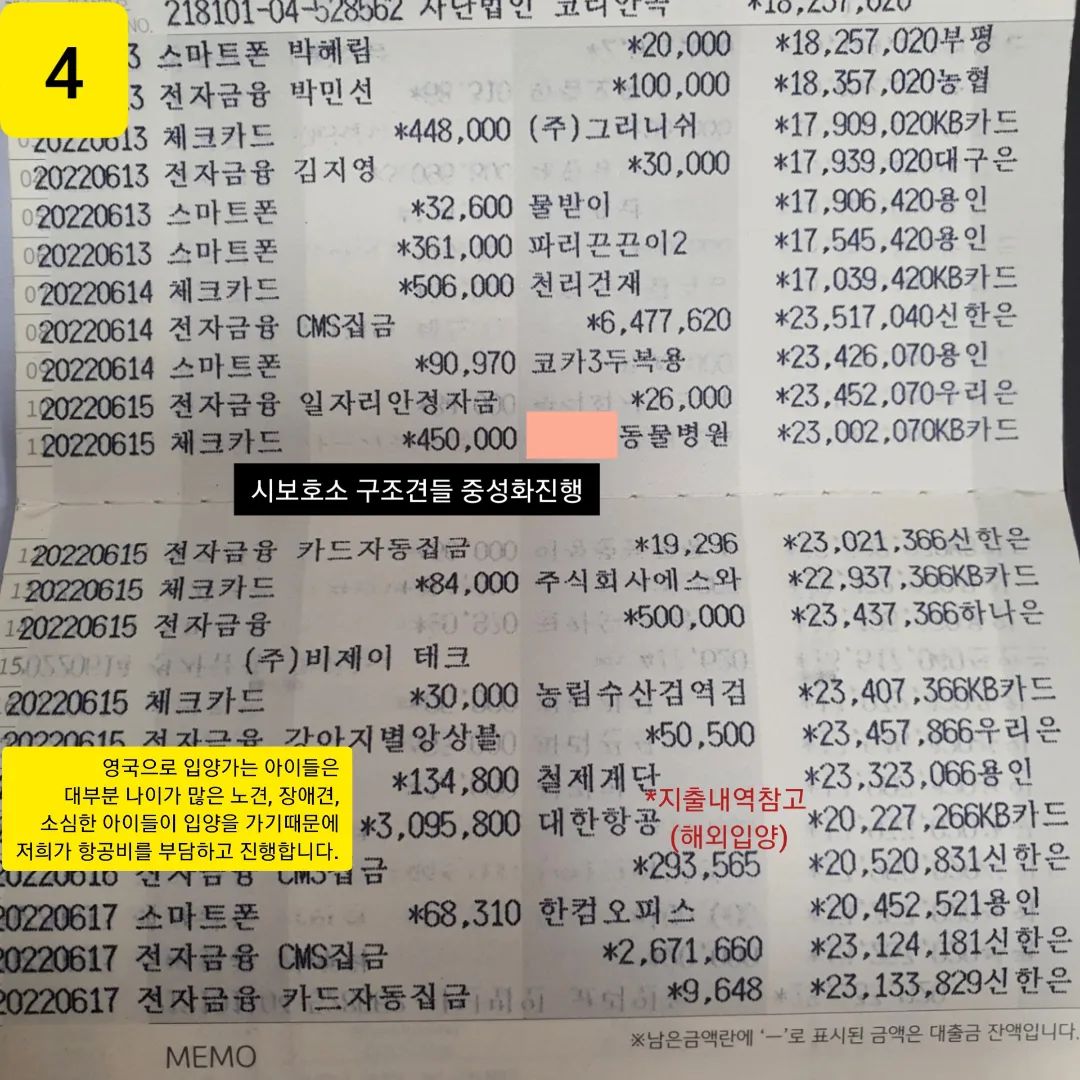 4
218101-04-528562 사단법인 코리안독 *18,237,020
NO.
3 스마트폰 박혜림 *20,000 *18,257,020부평
3 전자금융 박민선 *100,000 *18,357,020농협
20220613 체크카드 *448,000 (주)그리니쉬 *17,909,020KB카드
20220613 전자금융 김지영 *30,000 *17,939,020대구은
20220613 스마트폰 *32,600 물받이 *17,906,420용인
20220613 스마트폰 *361,000 파리끈끈이2 *17,545,420용인
20220614 체크카드 *506,000 천리건재 *17,039,420KB카드
20220614 전자금융 CMS집금 *6,477,620 *23,517,040신한은
20220614 스마트폰 *90,970 코카3두복용 *23,426,070용인
20220615 전자금융 일자리안정자금 *26,000 *23,452,070우리은
20220615 체크카드 *450,000 동물병원 *23,002,070KB카드
시보호소 구조견들 중성화진행
20220615 전자금융 카드자동집금 *19,296 *23,021,366신한은
20220615 체크카드 *84,000 주식회사에스와 *22,937,366KB카드
20220615 전자금융 *500,000 *23,437,366하나은
(주)비제이 테크
20220615 체크카드 *30,000 농림수산검역검 *23,407,366KB카드
20220615 전자금융 강아지별앙상블 *50,500 *23,457,866우리은
*134,800 철제계단 *23,323,066용인
*3,095,800 대한항공 *20,227,266KB카드
영국으로 입양가는 아이들은
대부분 나이가 많은 노견, 장애견,
소심한 아이들이 입양을 가기때문에
저희가 항공비를 부담하고 진행합니다.
*지출내역참고
(해외입양)
전자금융 CMS집금 *293,565 *20,520,831신한은
20220617 스마트폰 *68,310 한컴오피스 *20,452,521용인
20220617 전자금융 CMS집금 *2,671,660 *23,124,181신한은
20220617 전자금융 카드자동집금 *9,648 *23,133,829신한은
※남은금액란에 '—'로 표시된 금액은 대출금 잔액입니다.
MEMO